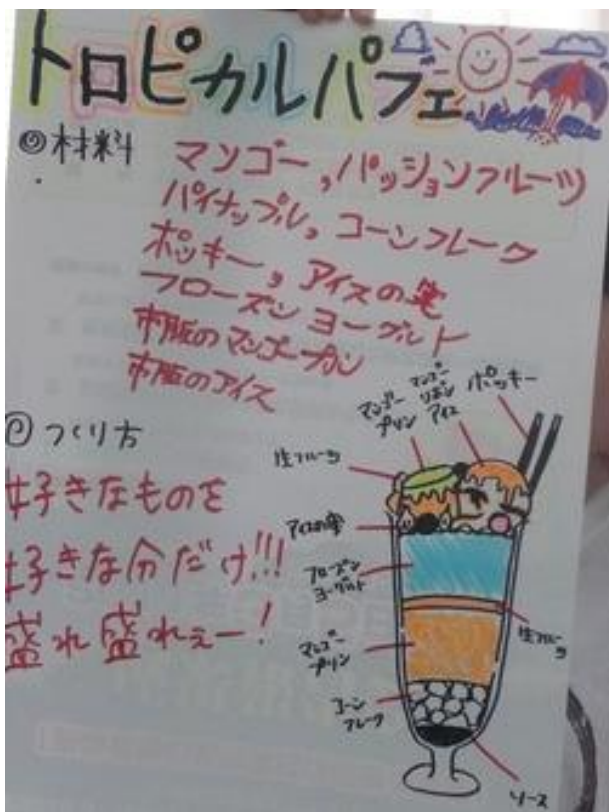 トロピカルパフェ
◎材料
マンゴー,パッションフルーツ
パイナップル,コーンフレーク
ポッキー,アイスの実
フローズンヨーグルト
市販のマンゴープリン
市販のアイス
つくり方
好きなものを
好きな分だけ!!!
盛れ盛れぇー!
マンゴー
プリン
マンゴー
リボン
アイス
ポッキー
生フルーツ
アイスの実
フローズン
ヨーグルト
生フルーツ
マンゴー
プリン
コーン
フレーク
ソース